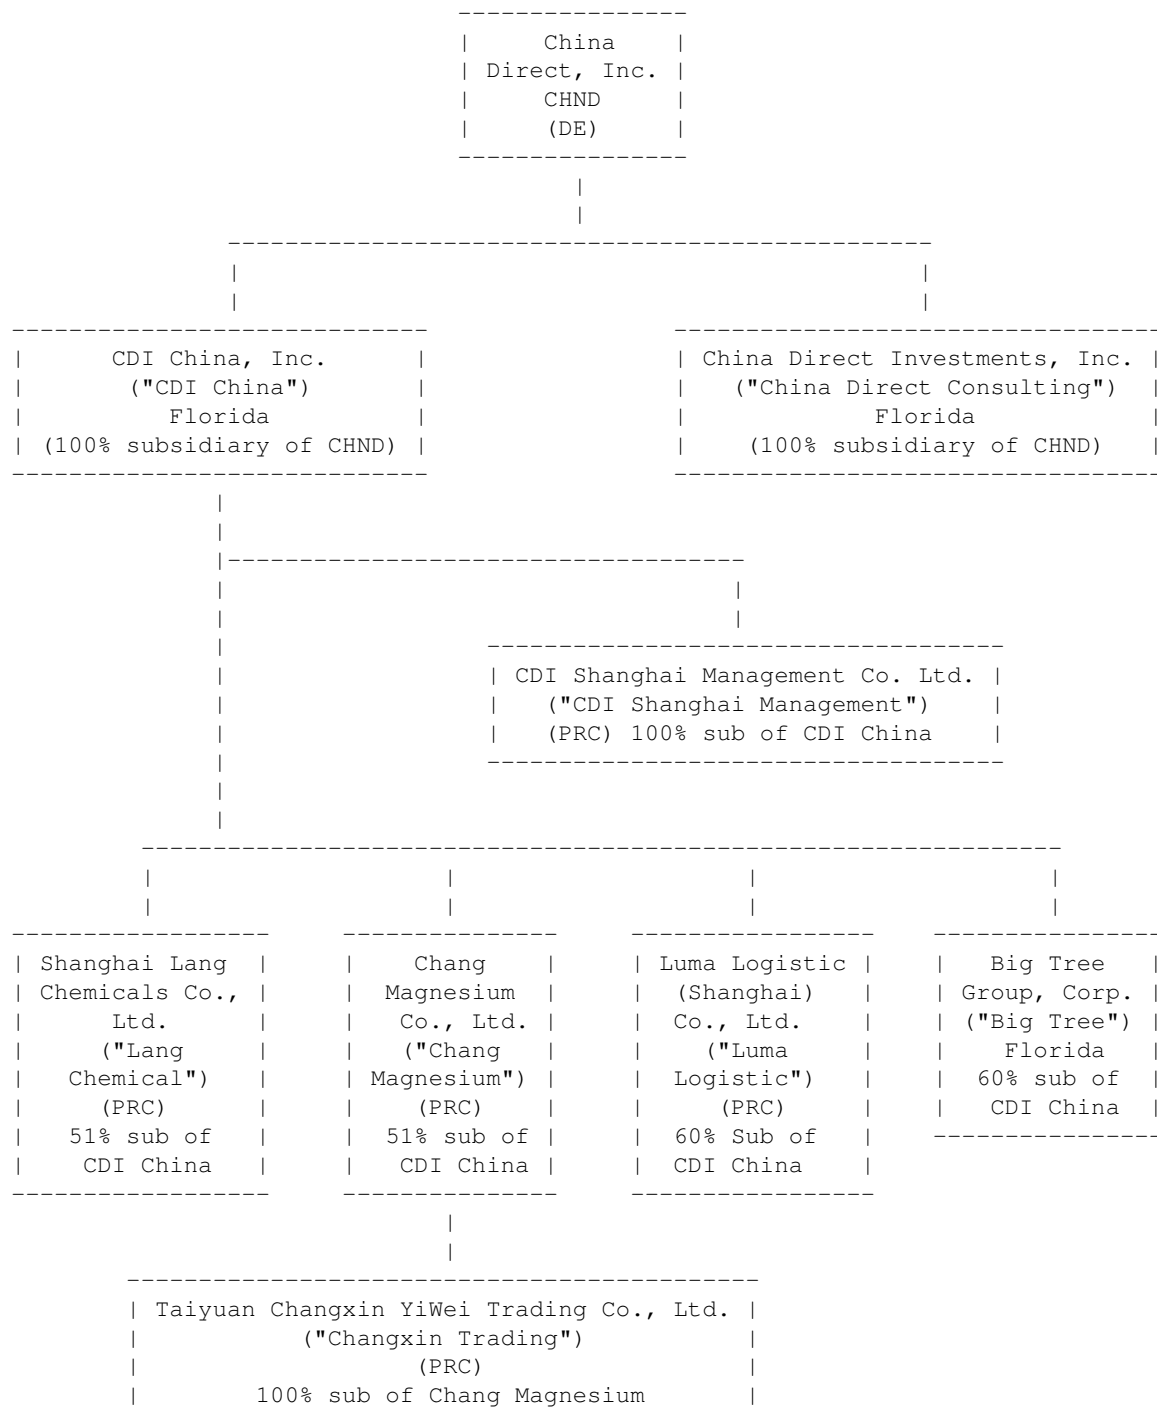 China
Direct, Inc.
CHND
(DE)
CDI China, Inc.
("CDI China")
Florida
(100% subsidiary of CHND)
China Direct Investments, Inc.
("China Direct Consulting")
Florida
(100% subsidiary of CHND)
CDI Shanghai Management Co. Ltd.
("CDI Shanghai Management")
(PRC) 100% sub of CDI China
Shanghai Lang
Chemicals Co.,
Ltd.
("Lang
Chemical")
(PRC)
51% sub of
CDI China
Chang
Magnesium
Co., Ltd.
("Chang
Magnesium")
(PRC)
51% sub of
CDI China
Luma Logistic
(Shanghai)
Co., Ltd.
("Luma
Logistic")
(PRC)
60% Sub of
CDI China
Big Tree
Group, Corp.
("Big Tree")
Florida
60% sub of
CDI China
Taiyuan Changxin YiWei Trading Co., Ltd.
("Changxin Trading")
(PRC)
100% sub of Chang Magnesium